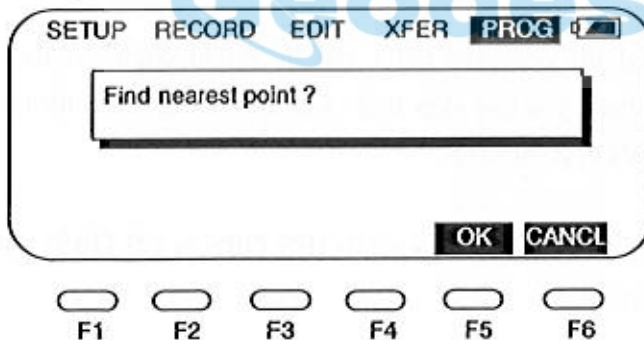 SETUP RECORD EDIT XFER PROG
Find nearest point ?
OK CANCL
F1 F2 F3 F4 F5 F6